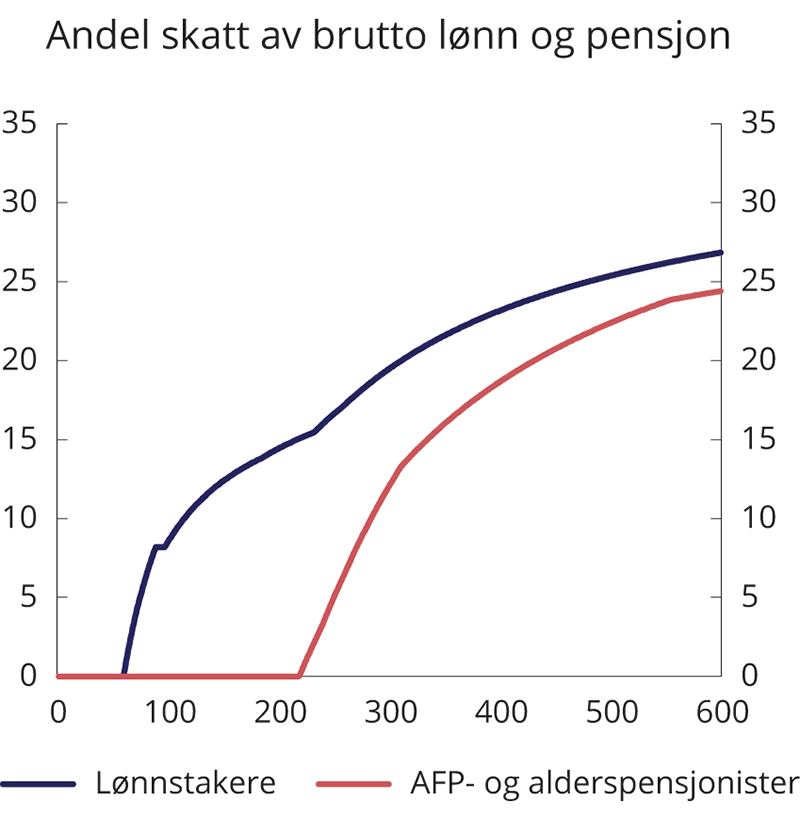 Andel skatt av brutto lønn og pensjon
35 35
30 30
25 25
20 20
15 15
10 10
5 5
0 0
0 100 200 300 400 500 600
Lønnstakere AFP- og alderspensjonister